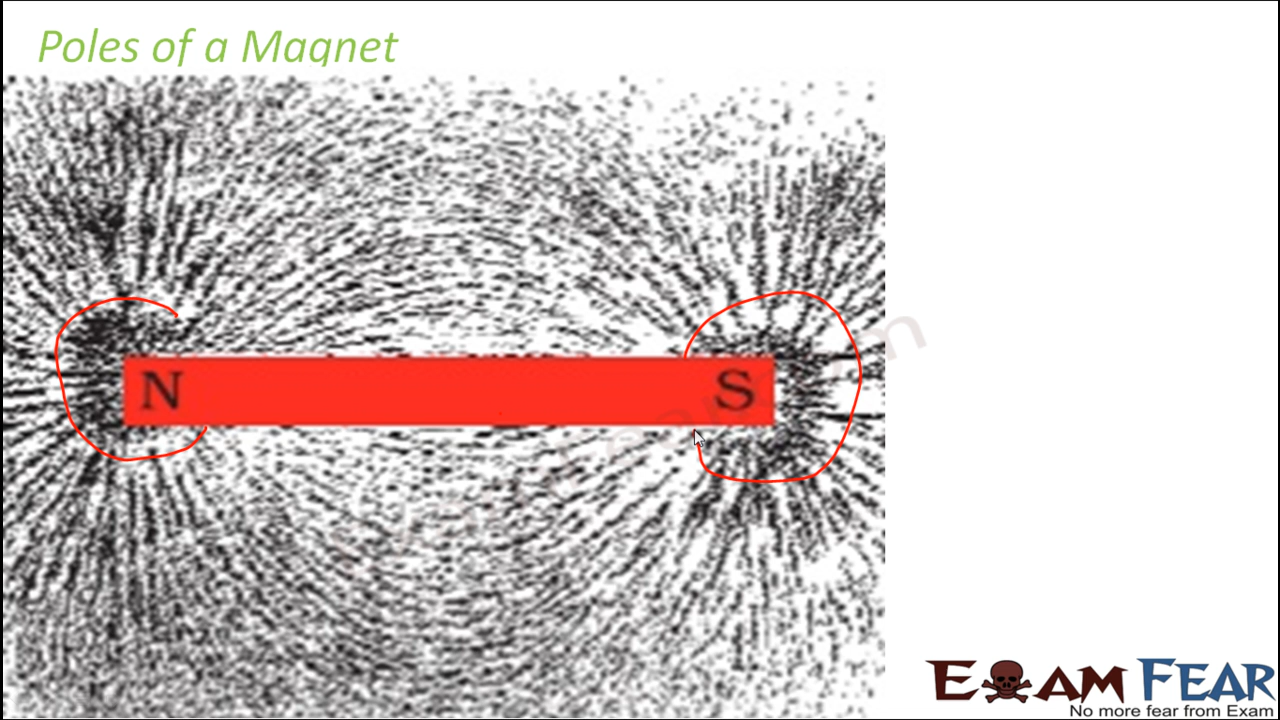 Poles of a Magnet
N
S
EXAM FEAR
No more fear from Exam